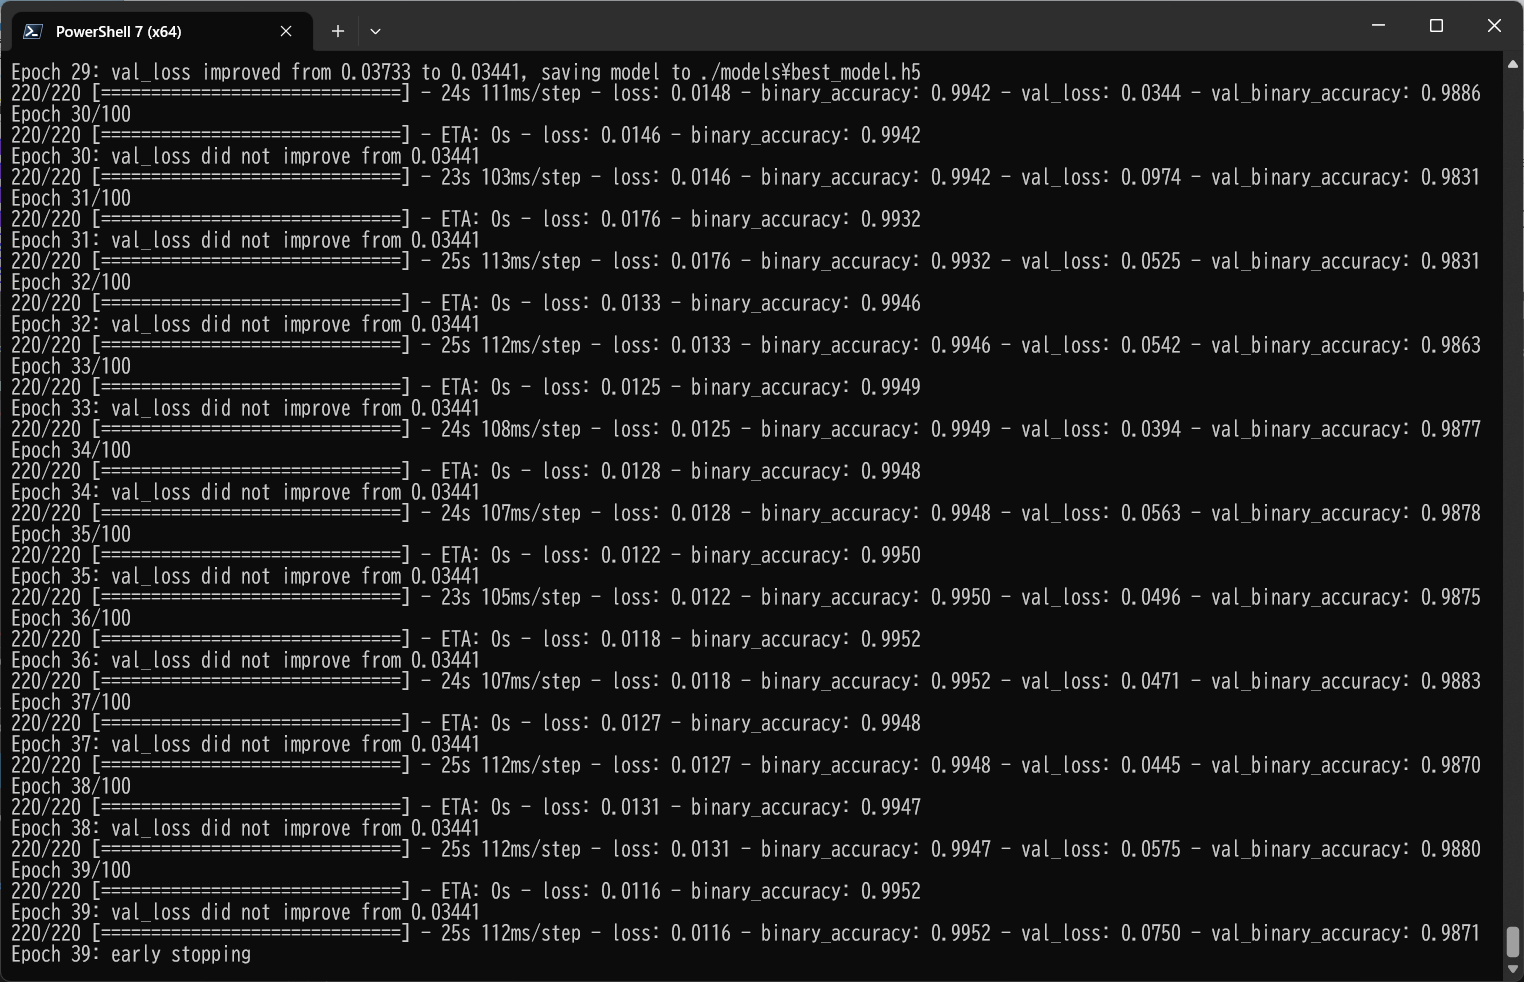 PowerShell 7 (x64)
Epoch 29: val_loss improved from 0.03733 to 0.03441, saving model to ./models¥best_model.h5
220/220 [==============================] - 24s 111ms/step - loss: 0.0148 - binary_accuracy: 0.9942 - val_loss: 0.0344 - val_binary_accuracy: 0.9886
Epoch 30/100
220/220 [==============================] - ETA: 0s - loss: 0.0146 - binary_accuracy: 0.9942
Epoch 30: val_loss did not improve from 0.03441
220/220 [==============================] - 23s 103ms/step - loss: 0.0146 - binary_accuracy: 0.9942 - val_loss: 0.0974 - val_binary_accuracy: 0.9831
Epoch 31/100
220/220 [==============================] - ETA: 0s - loss: 0.0176 - binary_accuracy: 0.9932
Epoch 31: val_loss did not improve from 0.03441
220/220 [==============================] - 25s 113ms/step - loss: 0.0176 - binary_accuracy: 0.9932 - val_loss: 0.0525 - val_binary_accuracy: 0.9831
Epoch 32/100
220/220 [==============================] - ETA: 0s - loss: 0.0133 - binary_accuracy: 0.9946
Epoch 32: val_loss did not improve from 0.03441
220/220 [==============================] - 25s 112ms/step - loss: 0.0133 - binary_accuracy: 0.9946 - val_loss: 0.0542 - val_binary_accuracy: 0.9863
Epoch 33/100
220/220 [==============================] - ETA: 0s - loss: 0.0125 - binary_accuracy: 0.9949
Epoch 33: val_loss did not improve from 0.03441
220/220 [==============================] - 24s 108ms/step - loss: 0.0125 - binary_accuracy: 0.9949 - val_loss: 0.0394 - val_binary_accuracy: 0.9877
Epoch 34/100
220/220 [==============================] - ETA: 0s - loss: 0.0128 - binary_accuracy: 0.9948
Epoch 34: val_loss did not improve from 0.03441
220/220 [==============================] - 24s 107ms/step - loss: 0.0128 - binary_accuracy: 0.9948 - val_loss: 0.0563 - val_binary_accuracy: 0.9878
Epoch 35/100
220/220 [==============================] - ETA: 0s - loss: 0.0122 - binary_accuracy: 0.9950
Epoch 35: val_loss did not improve from 0.03441
220/220 [==============================] - 23s 105ms/step - loss: 0.0122 - binary_accuracy: 0.9950 - val_loss: 0.0496 - val_binary_accuracy: 0.9875
Epoch 36/100
220/220 [==============================] - ETA: 0s - loss: 0.0118 - binary_accuracy: 0.9952
Epoch 36: val_loss did not improve from 0.03441
220/220 [==============================] - 24s 107ms/step - loss: 0.0118 - binary_accuracy: 0.9952 - val_loss: 0.0471 - val_binary_accuracy: 0.9883
Epoch 37/100
220/220 [==============================] - ETA: 0s - loss: 0.0127 - binary_accuracy: 0.9948
Epoch 37: val_loss did not improve from 0.03441
220/220 [==============================] - 25s 112ms/step - loss: 0.0127 - binary_accuracy: 0.9948 - val_loss: 0.0445 - val_binary_accuracy: 0.9870
Epoch 38/100
220/220 [==============================] - ETA: 0s - loss: 0.0131 - binary_accuracy: 0.9947
Epoch 38: val_loss did not improve from 0.03441
220/220 [==============================] - 25s 112ms/step - loss: 0.0131 - binary_accuracy: 0.9947 - val_loss: 0.0575 - val_binary_accuracy: 0.9880
Epoch 39/100
220/220 [==============================] - ETA: 0s - loss: 0.0116 - binary_accuracy: 0.9952
Epoch 39: val_loss did not improve from 0.03441
220/220 [==============================] - 25s 112ms/step - loss: 0.0116 - binary_accuracy: 0.9952 - val_loss: 0.0750 - val_binary_accuracy: 0.9871
Epoch 39: early stopping